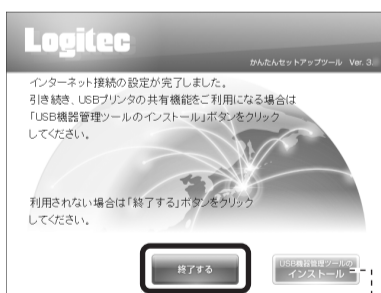 Logitec
かんたんセットアップツール Ver. 3.
インターネット接続の設定が完了しました。
引き続き、USBプリンタの共有機能をご利用になる場合は
「USB機器管理ツールのインストール」ボタンをクリック
してください。
利用されない場合は「終了する」ボタンをクリック
してください。
終了する
USB機器管理ツールの
インストール